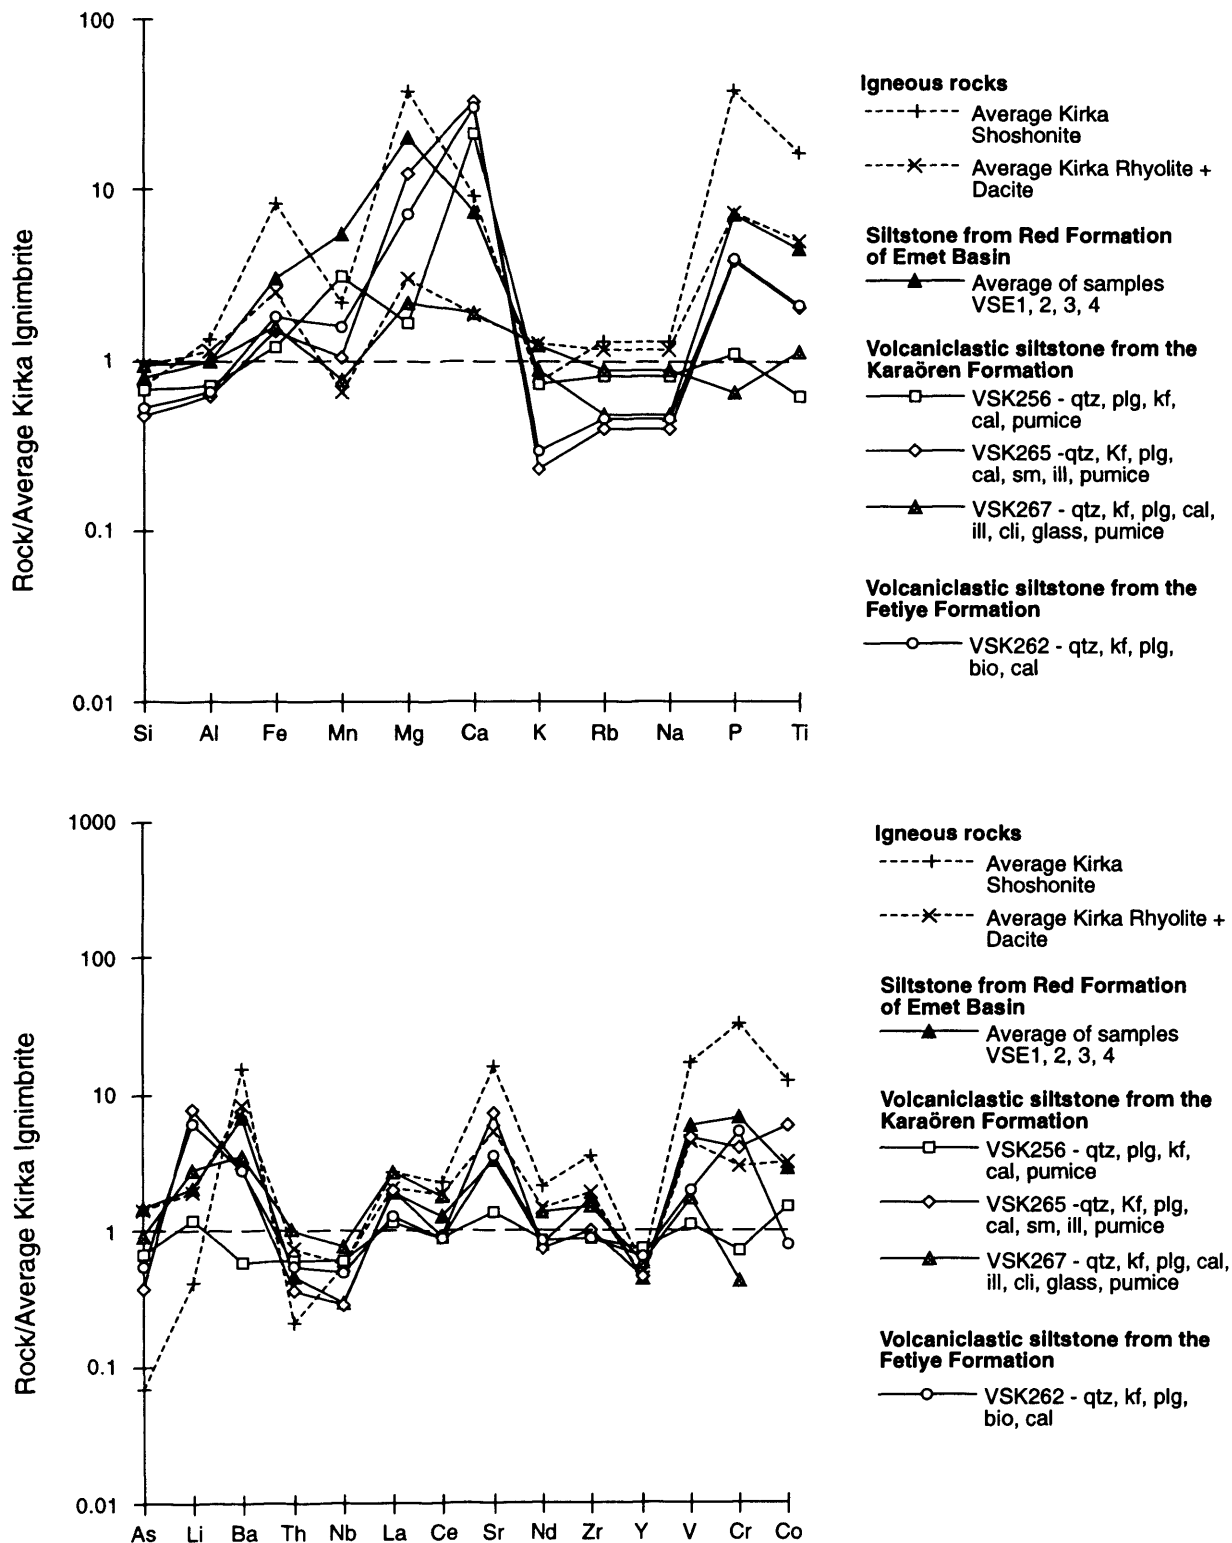 100
10
1
0.1
0.01
Rock/Average Kirka Ignimbrite
Si Al Fe Mn Mg Ca K Rb Na P Ti
Igneous rocks
Average Kirka
Shoshonite
Average Kirka Rhyolite +
Dacite
Siltstone from Red Formation
of Emet Basin
Average of samples
VSE1, 2, 3, 4
Volcaniclastic siltstone from the
Karaören Formation
VSK256 - qtz, plg, kf,
cal, pumice
VSK265 -qtz, Kf, plg,
cal, sm, ill, pumice
VSK267 - qtz, kf, plg, cal,
ill, cli, glass, pumice
Volcaniclastic siltstone from the
Fetiye Formation
VSK262 - qtz, kf, plg,
bio, cal
1000
100
10
1
0.1
0.01
Rock/Average Kirka Ignimbrite
As Li Ba Th Nb La Ce Sr Nd Zr Y V Cr Co
Igneous rocks
Average Kirka
Shoshonite
Average Kirka Rhyolite +
Dacite
Siltstone from Red Formation
of Emet Basin
Average of samples
VSE1, 2, 3, 4
Volcaniclastic siltstone from the
Karaören Formation
VSK256 - qtz, plg, kf,
cal, pumice
VSK265 -qtz, Kf, plg,
cal, sm, ill, pumice
VSK267 - qtz, kf, plg, cal,
ill, cli, glass, pumice
Volcaniclastic siltstone from the
Fetiye Formation
VSK262 - qtz, kf, plg,
bio, cal